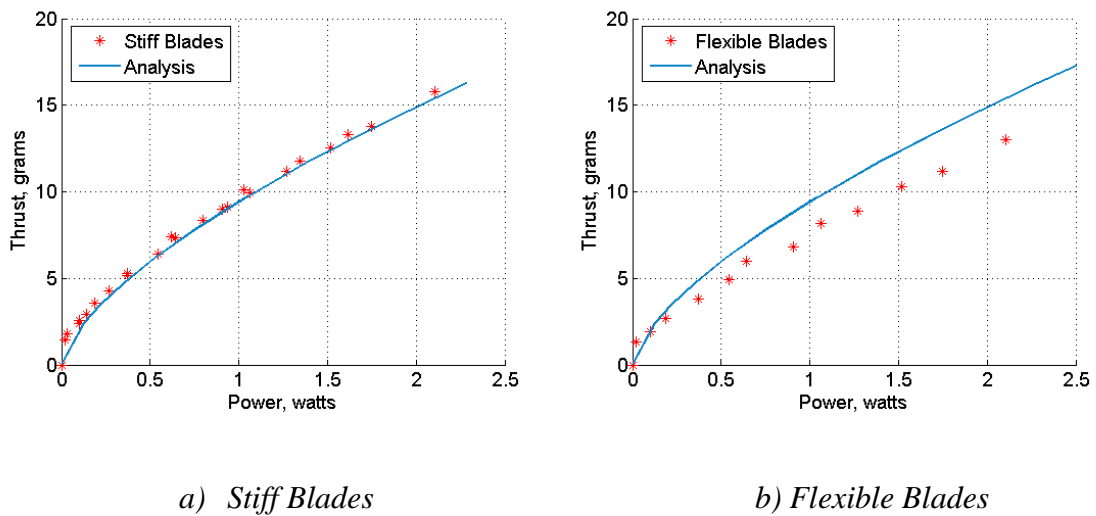 20
15
10
5
0
Thrust, grams
Stiff Blades
Analysis
0 0.5 1 1.5 2 2.5
Power, watts
a) Stiff Blades
20
15
10
5
0
Thrust, grams
Flexible Blades
Analysis
0 0.5 1 1.5 2 2.5
Power, watts
b) Flexible Blades